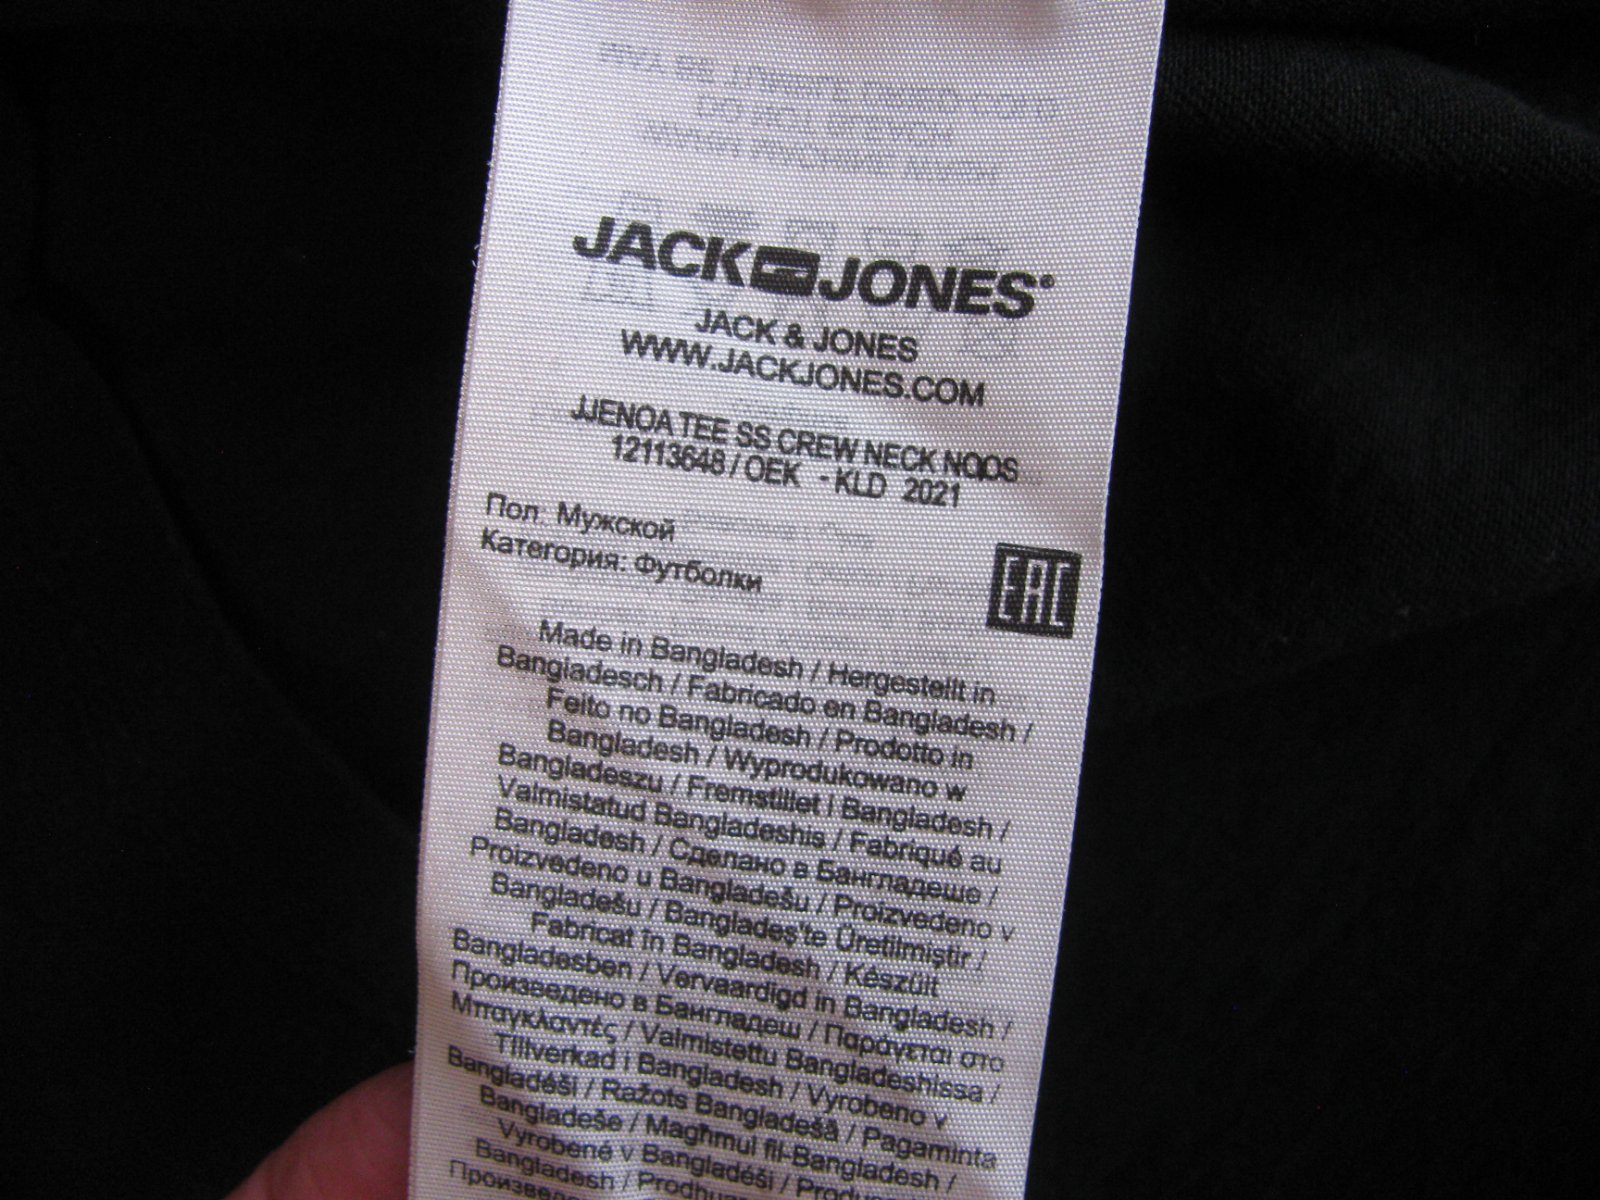 JACK JONES®
JACK & JONES
WWW.JACKJONES.COM
JJENOA TEE SS CREW NECK NOOS
12113648 / OEK - KLD 2021
Пол: Мужской
Категория: Футболки
EAC
Made in Bangladesh / Hergestellt in
Bangladesch / Fabricado en Bangladesh /
Feito no Bangladesh / Prodotto in
Bangladesh / Wyprodukowano w
Bangladeszu / Fremstillet i Bangladesh /
Valmistatud Bangladeshis / Fabriqué au
Bangladesh / Сделано в Бангладеше /
Proizvedeno u Bangladešu / Proizvedeno v
Bangladešu / Bangladeş'te Üretilmiştir /
Fabricat în Bangladesh / Készült
Bangladesben / Vervaardigd in Bangladesh /
Произведено в Бангладеш / Παράγεται στο
Μπαγκλαντές / Valmistettu Bangladeshissa /
Tillverkad i Bangladesh / Vyrobeno v
Bangladéši / Ražots Bangladešā / Pagaminta
Bangladeše / Magħmul fil-Bangladesh /
Vyrobené v Bangladéši /
Bangladesh /